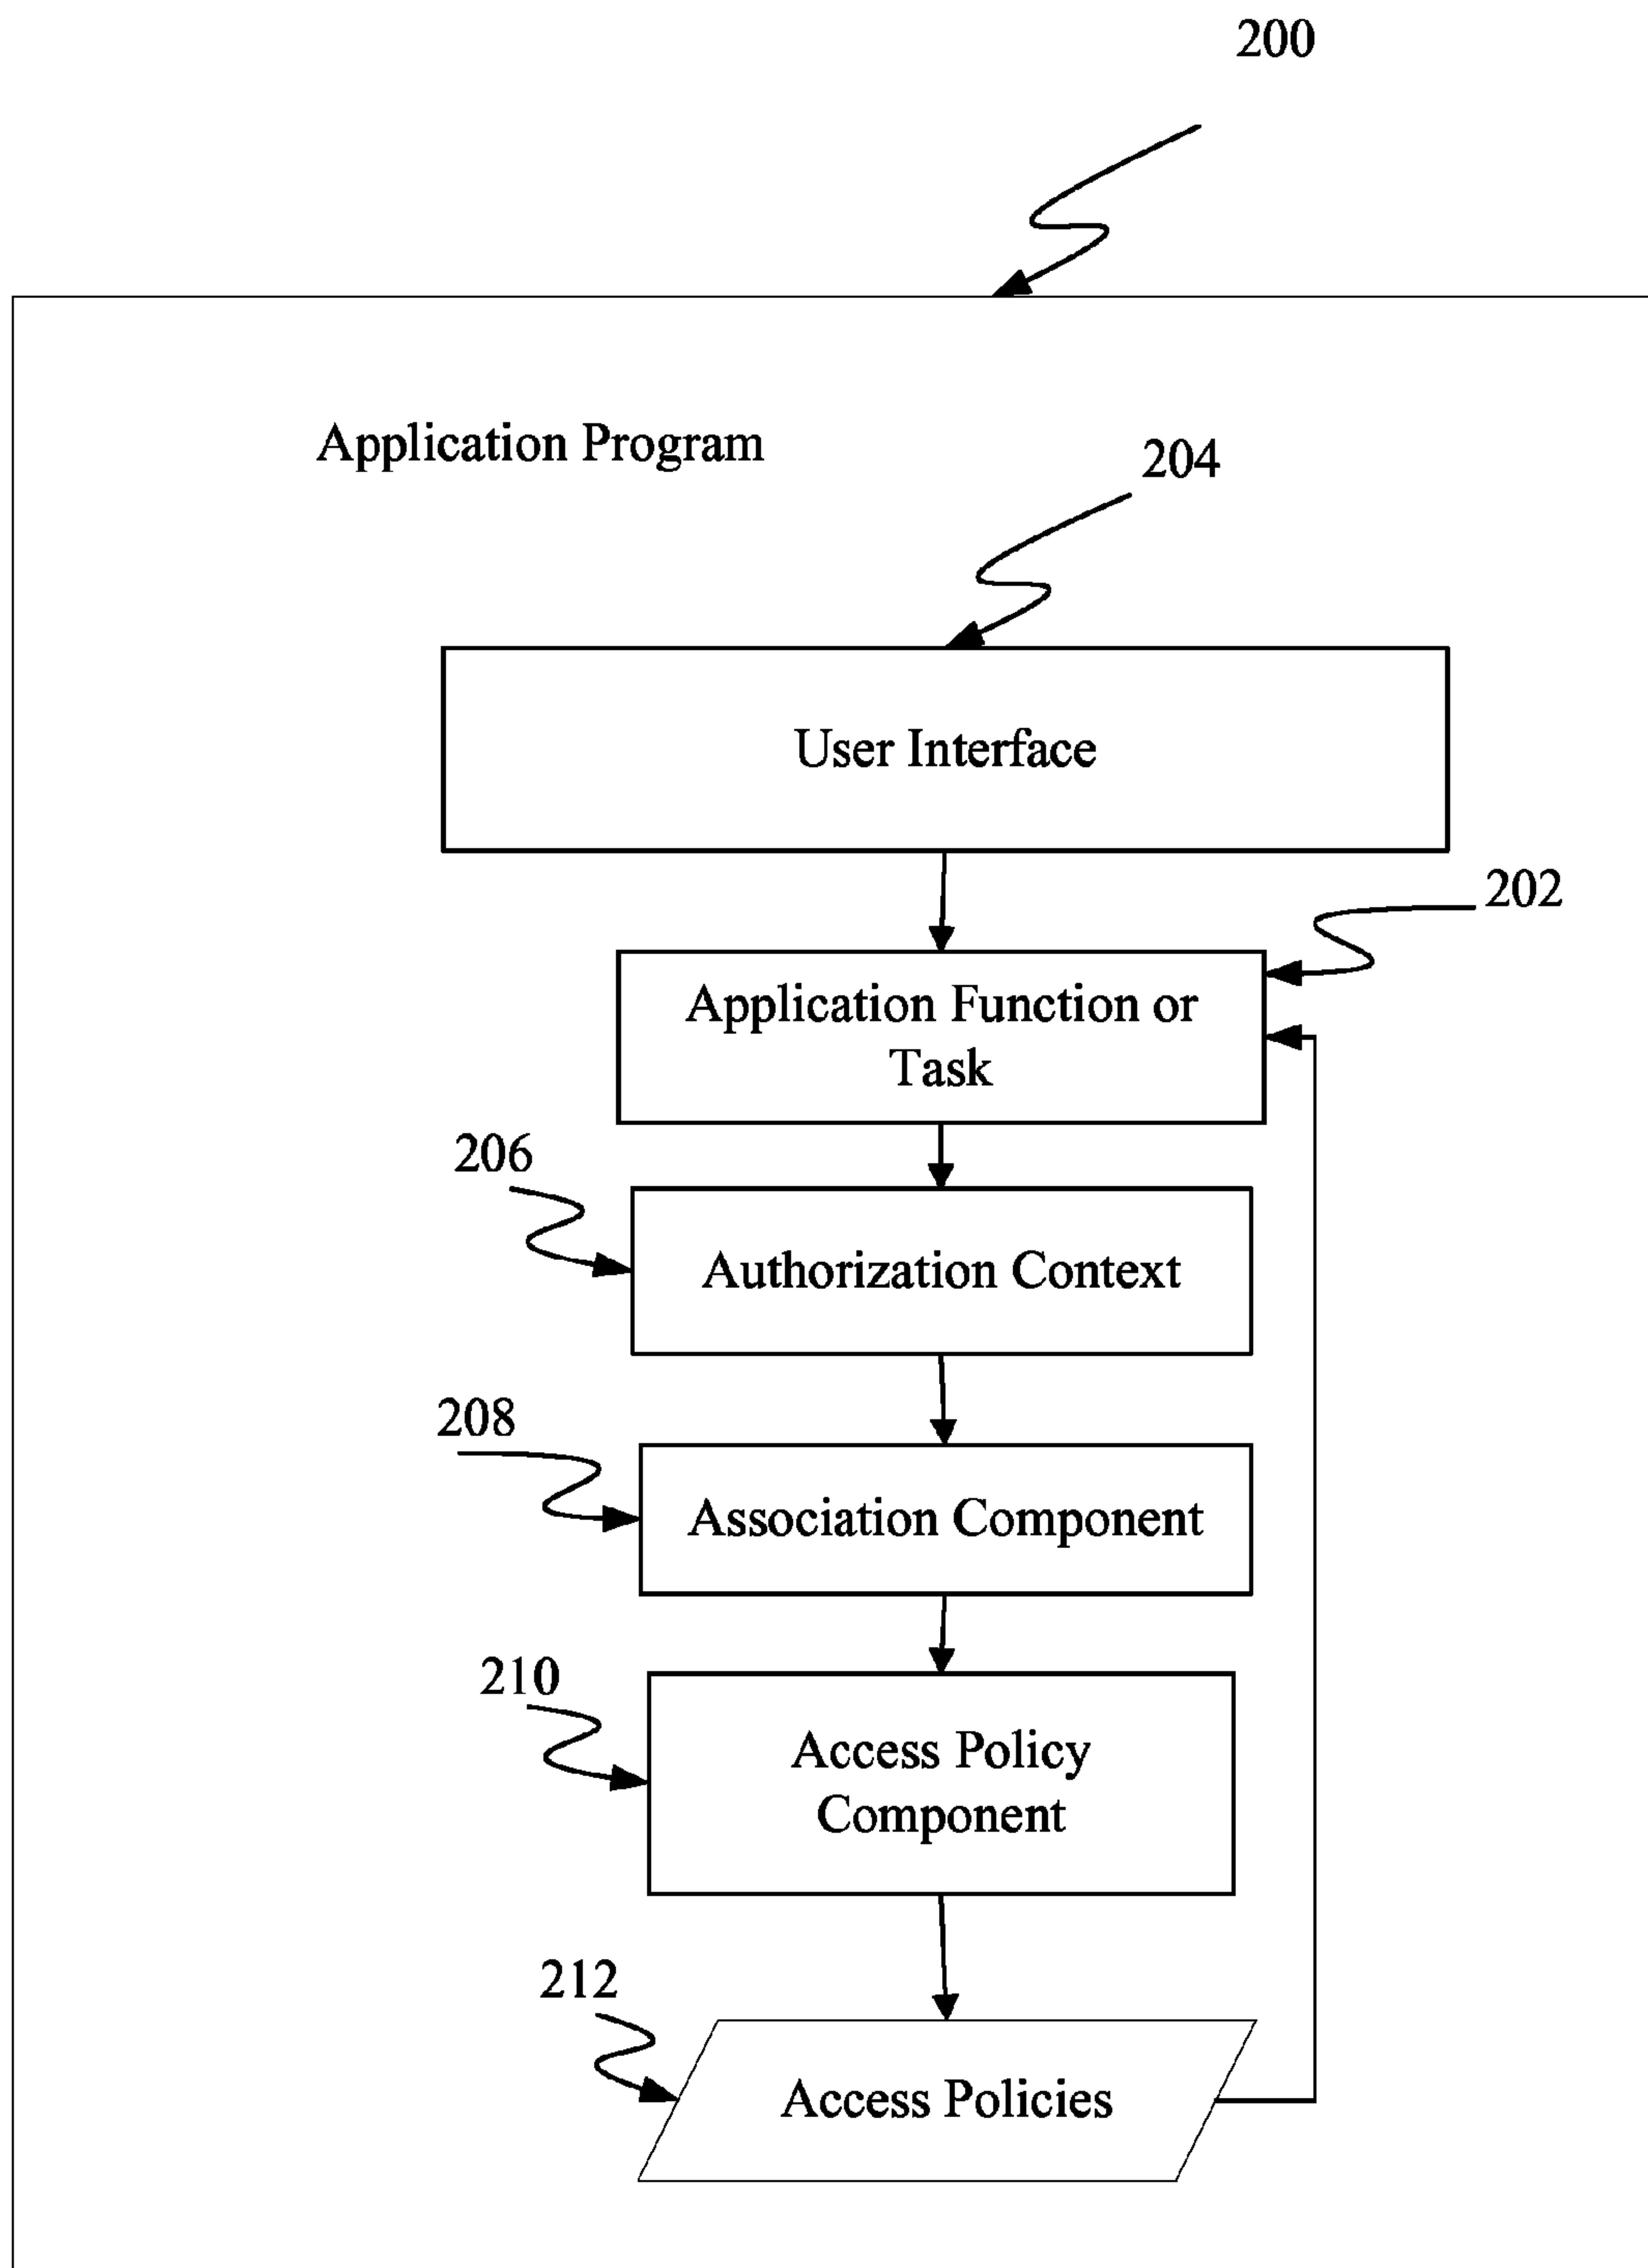 200
Application Program
204
User Interface
202
Application Function or
Task
206
Authorization Context
208
Association Component
210
Access Policy
Component
212
Access Policies